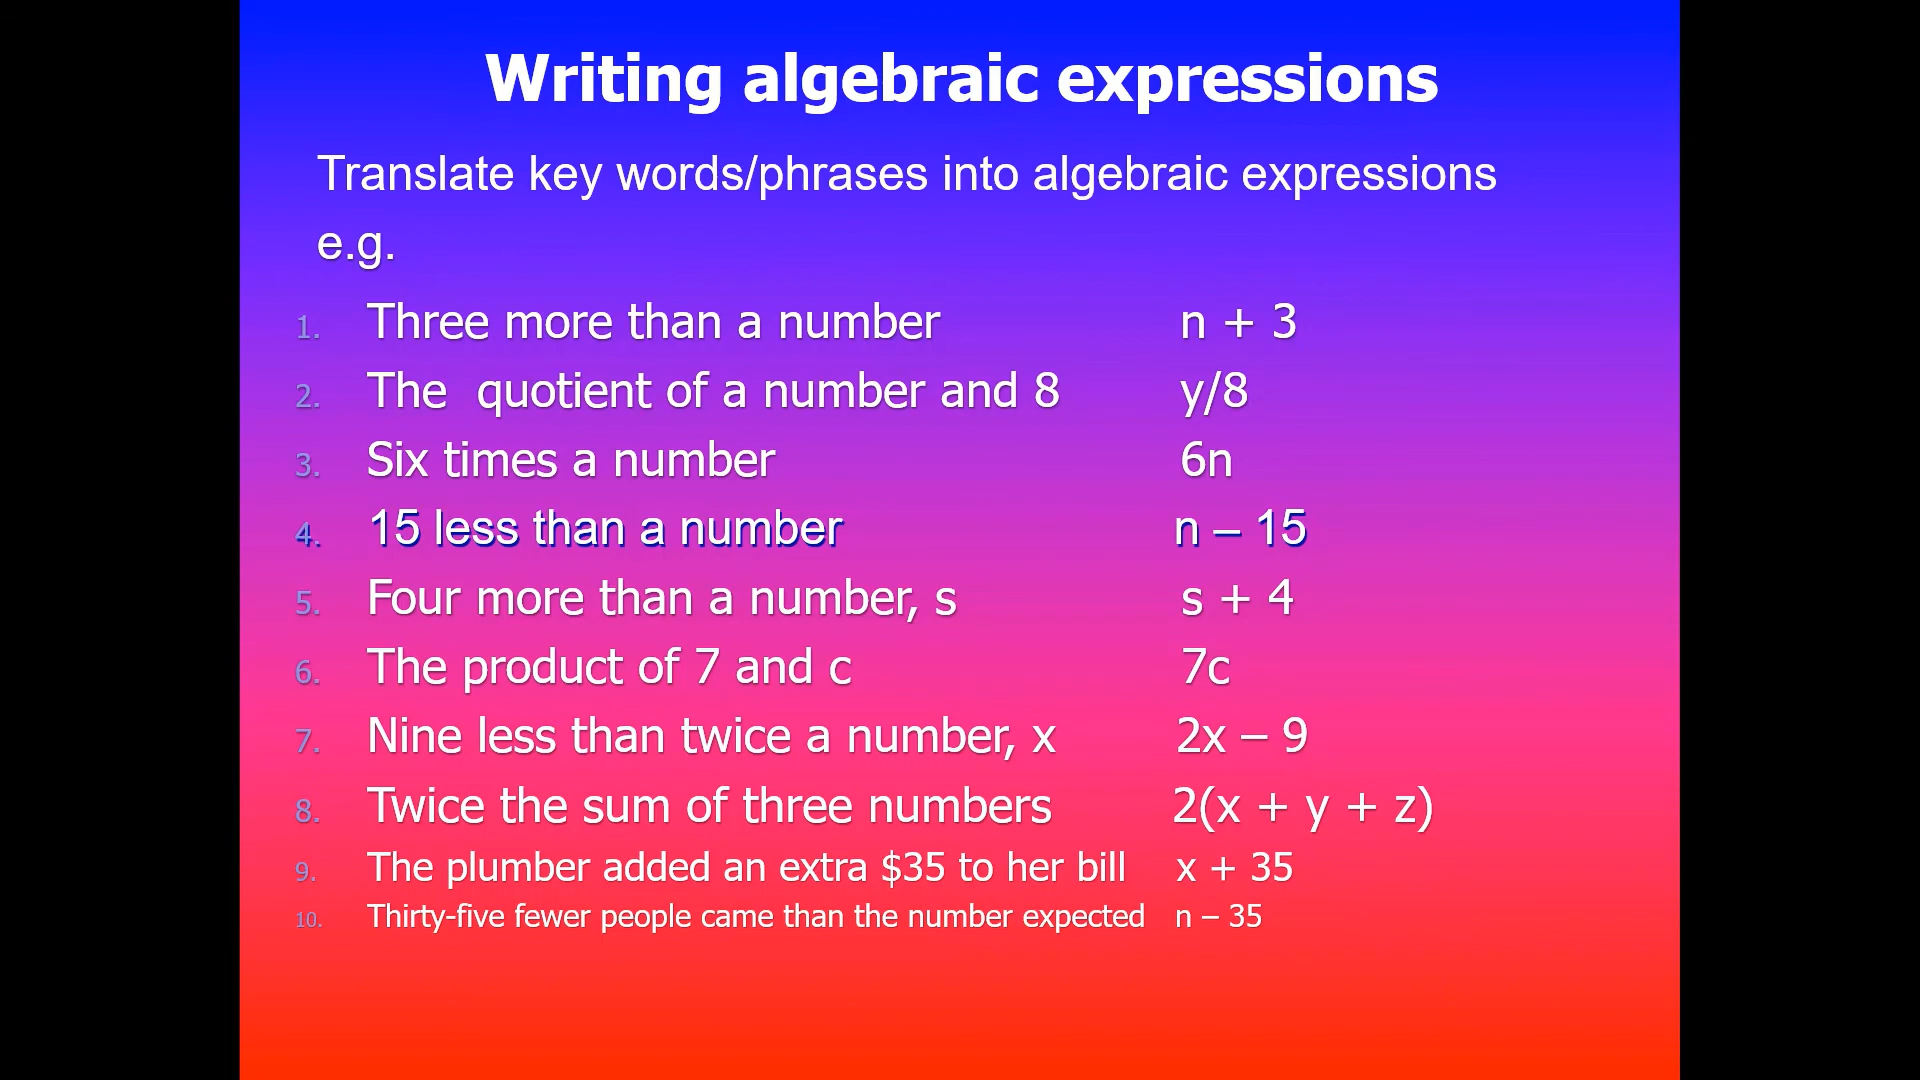 Writing algebraic expressions
Translate key words/phrases into algebraic expressions
e.g.
1. Three more than a number n + 3
2. The quotient of a number and 8 y/8
3. Six times a number 6n
4. 15 less than a number n – 15
5. Four more than a number, s s + 4
6. The product of 7 and c 7c
7. Nine less than twice a number, x 2x – 9
8. Twice the sum of three numbers 2(x + y + z)
9. The plumber added an extra $35 to her bill x + 35
10. Thirty-five fewer people came than the number expected n – 35